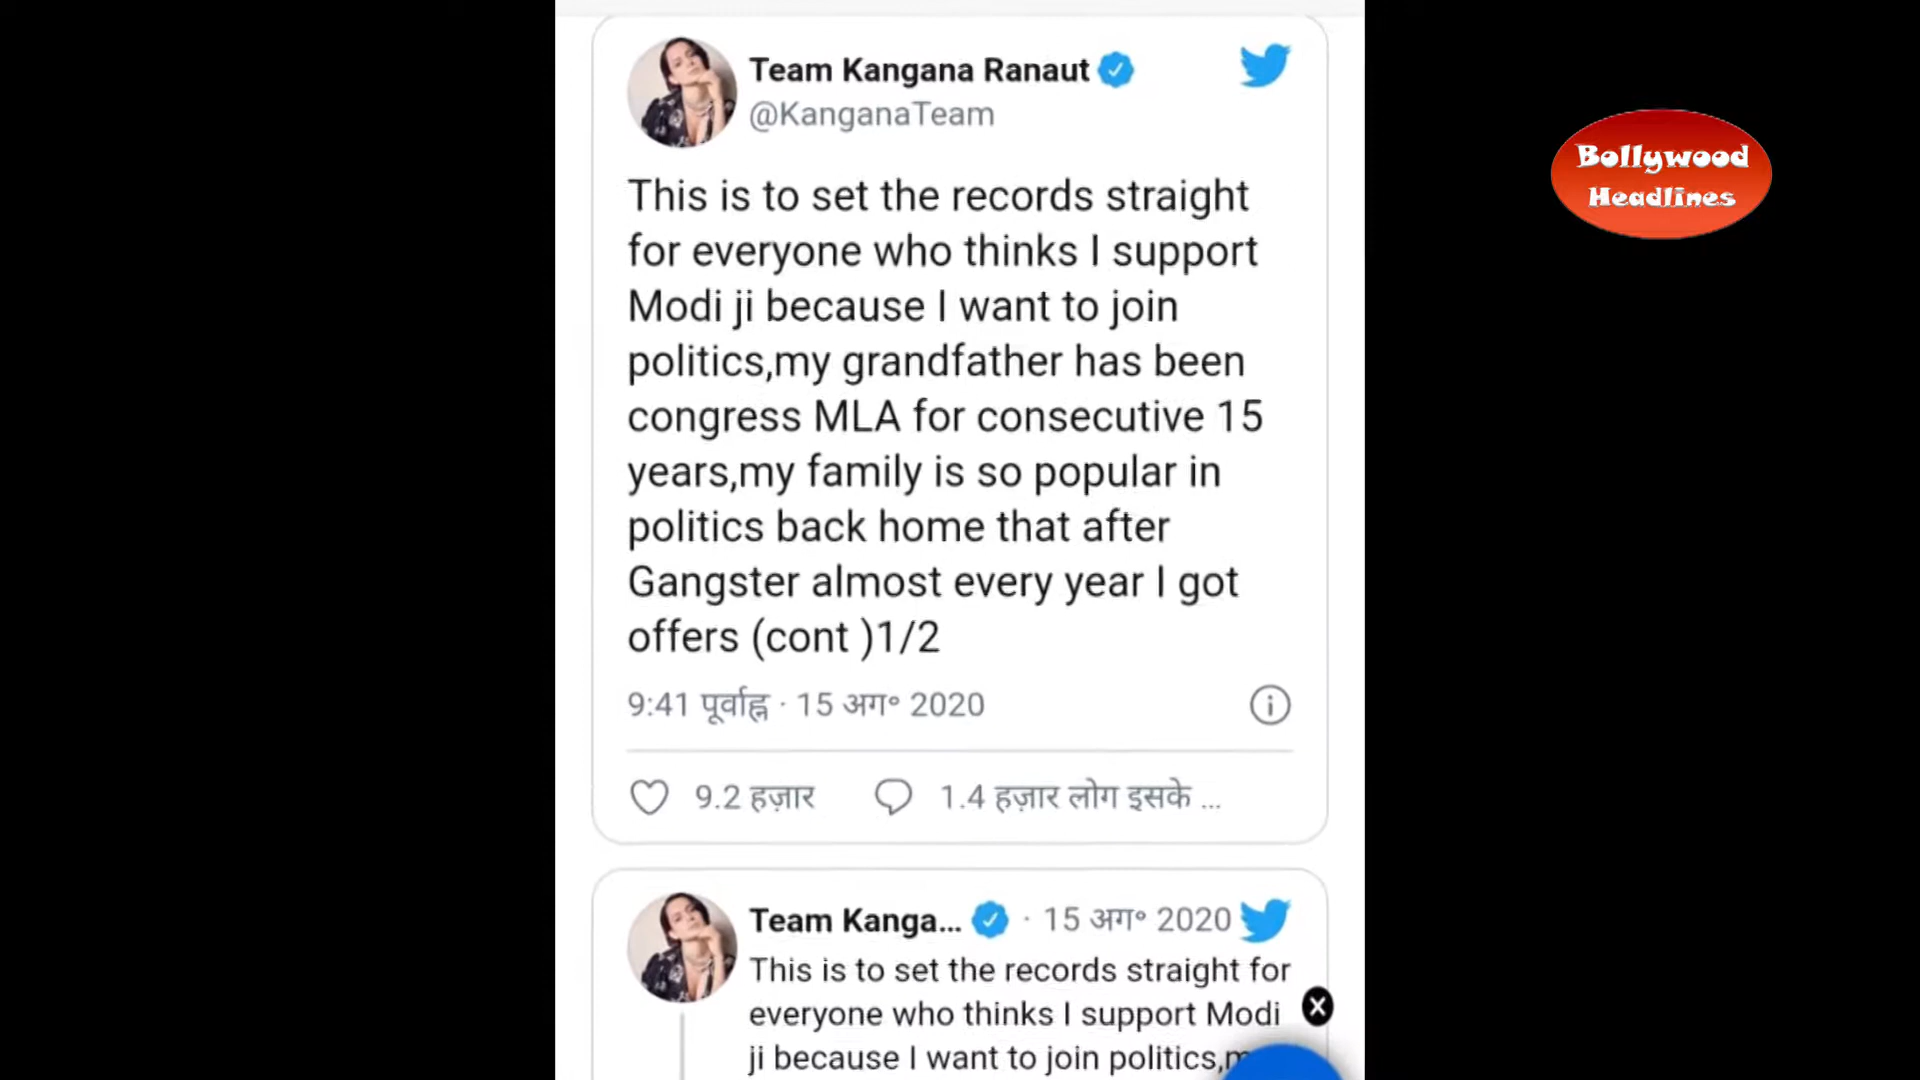 Team Kangana Ranaut
@KanganaTeam
Bollywood
Headlines
This is to set the records straight
for everyone who thinks I support
Modi ji because I want to join
politics,my grandfather has been
congress MLA for consecutive 15
years,my family is so popular in
politics back home that after
Gangster almost every year I got
offers (cont )1/2
9:41 पूर्वाह्न · 15 अग॰ 2020
9.2 हज़ार 1.4 हज़ार लोग इसके ...
Team Kanga... · 15 अग॰ 2020
This is to set the records straight for
everyone who thinks I support Modi
ji because I want to join politics,